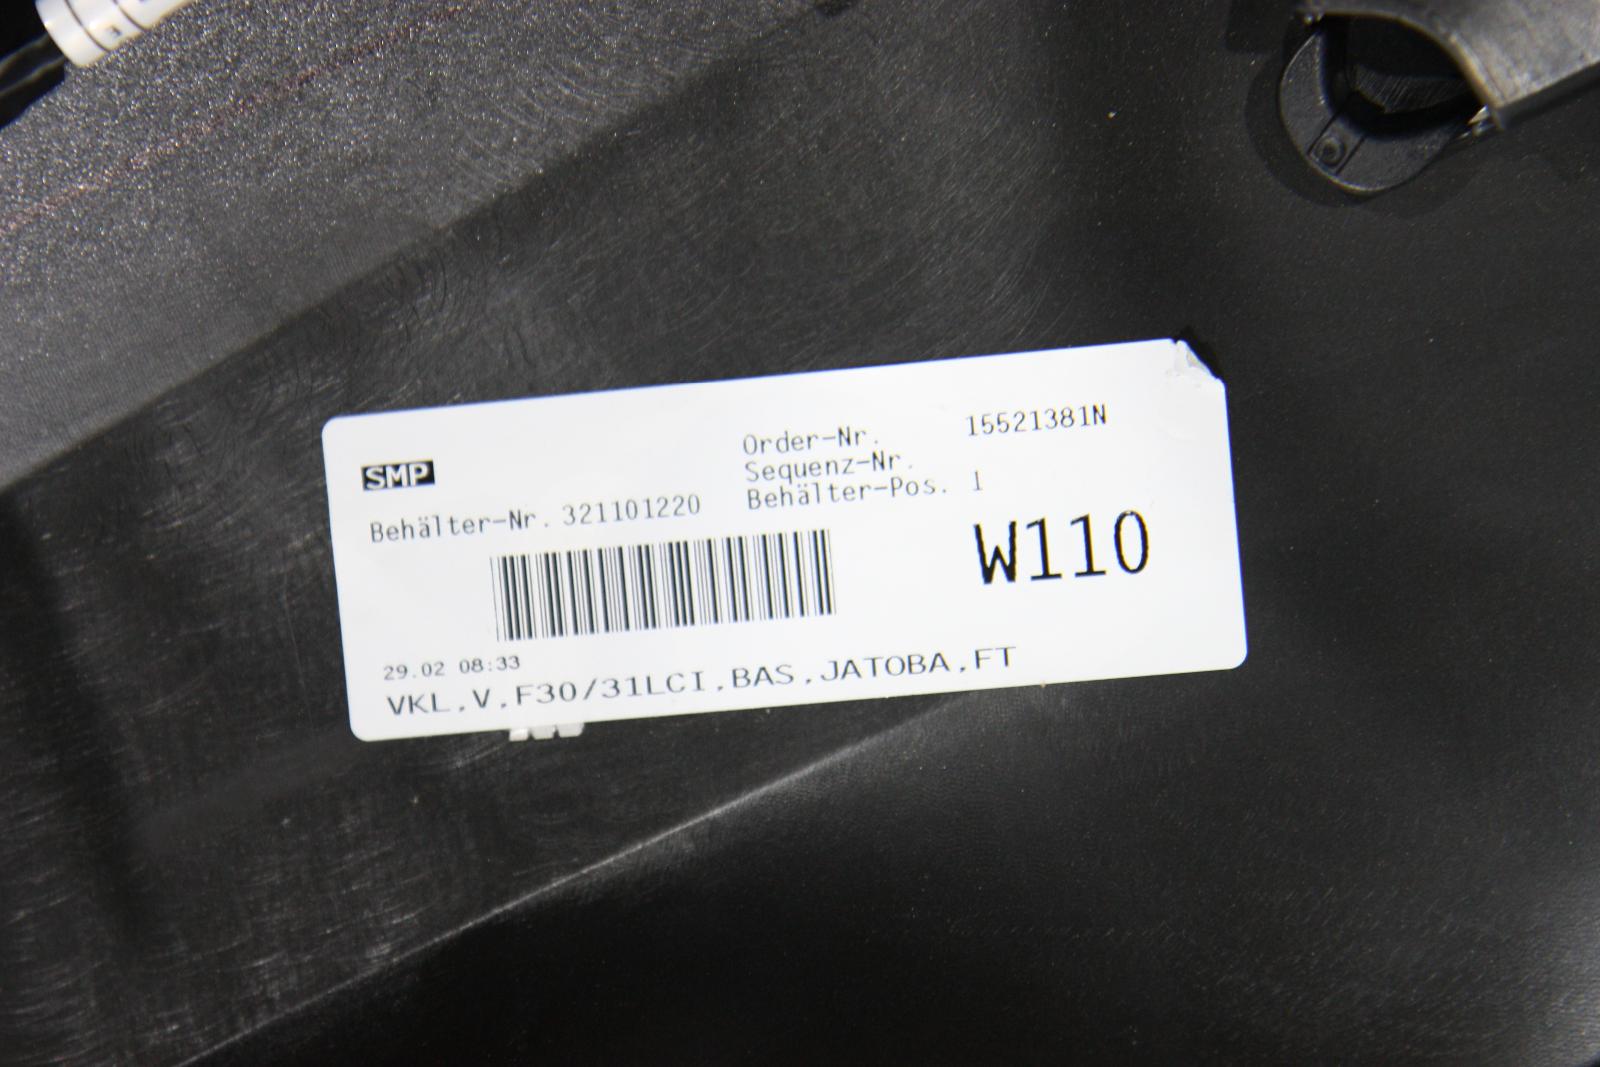 SMP
Order-Nr. 15521381N
Sequenz-Nr.
Behälter-Pos. 1
Behälter-Nr. 321101220
W110
29.02 08:33
VKL,V,F30/31LCI,BAS,JATOBA,FT